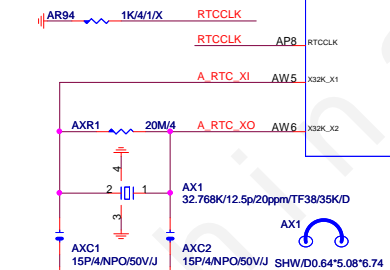 AR94 1K/4/1/X RTCCLK
RTCCLK AP8 RTCCLK
A_RTC_XI AW5 X32K_X1
AXR1 20M/4 A_RTC_XO AW6 X32K_X2
4
2 1 AX1
32.768K/12.5p/20ppm/TF38/35K/D
3
AX1
AXC1 AXC2 SHW/D0.64*5.08*6.74
15P/4/NPO/50V/J 15P/4/NPO/50V/J